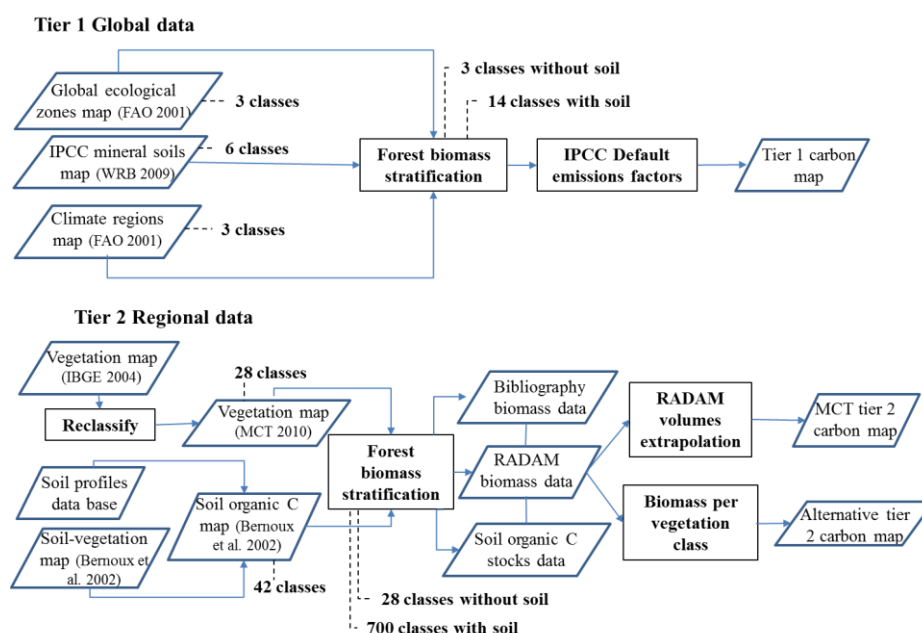 Tier 1 Global data
3 classes without soil
14 classes with soil
Global ecological
zones map (FAO 2001)
3 classes
IPCC mineral soils
map (WRB 2009)
6 classes
Forest biomass
stratification
IPCC Default
emissions factors
Tier 1 carbon
map
Climate regions
map (FAO 2001)
3 classes
Tier 2 Regional data
Vegetation map
(IBGE 2004)
Reclassify
28 classes
Vegetation map
(MCT 2010)
Soil profiles
data base
Soil-vegetation
map (Bernoux
et al. 2002)
Soil organic C
map (Bernoux
et al. 2002)
42 classes
Forest
biomass
stratification
28 classes without soil
700 classes with soil
Bibliography
biomass data
RADAM
biomass data
Soil organic C
stocks data
RADAM
volumes
extrapolation
MCT tier 2
carbon map
Biomass per
vegetation
class
Alternative tier
2 carbon map